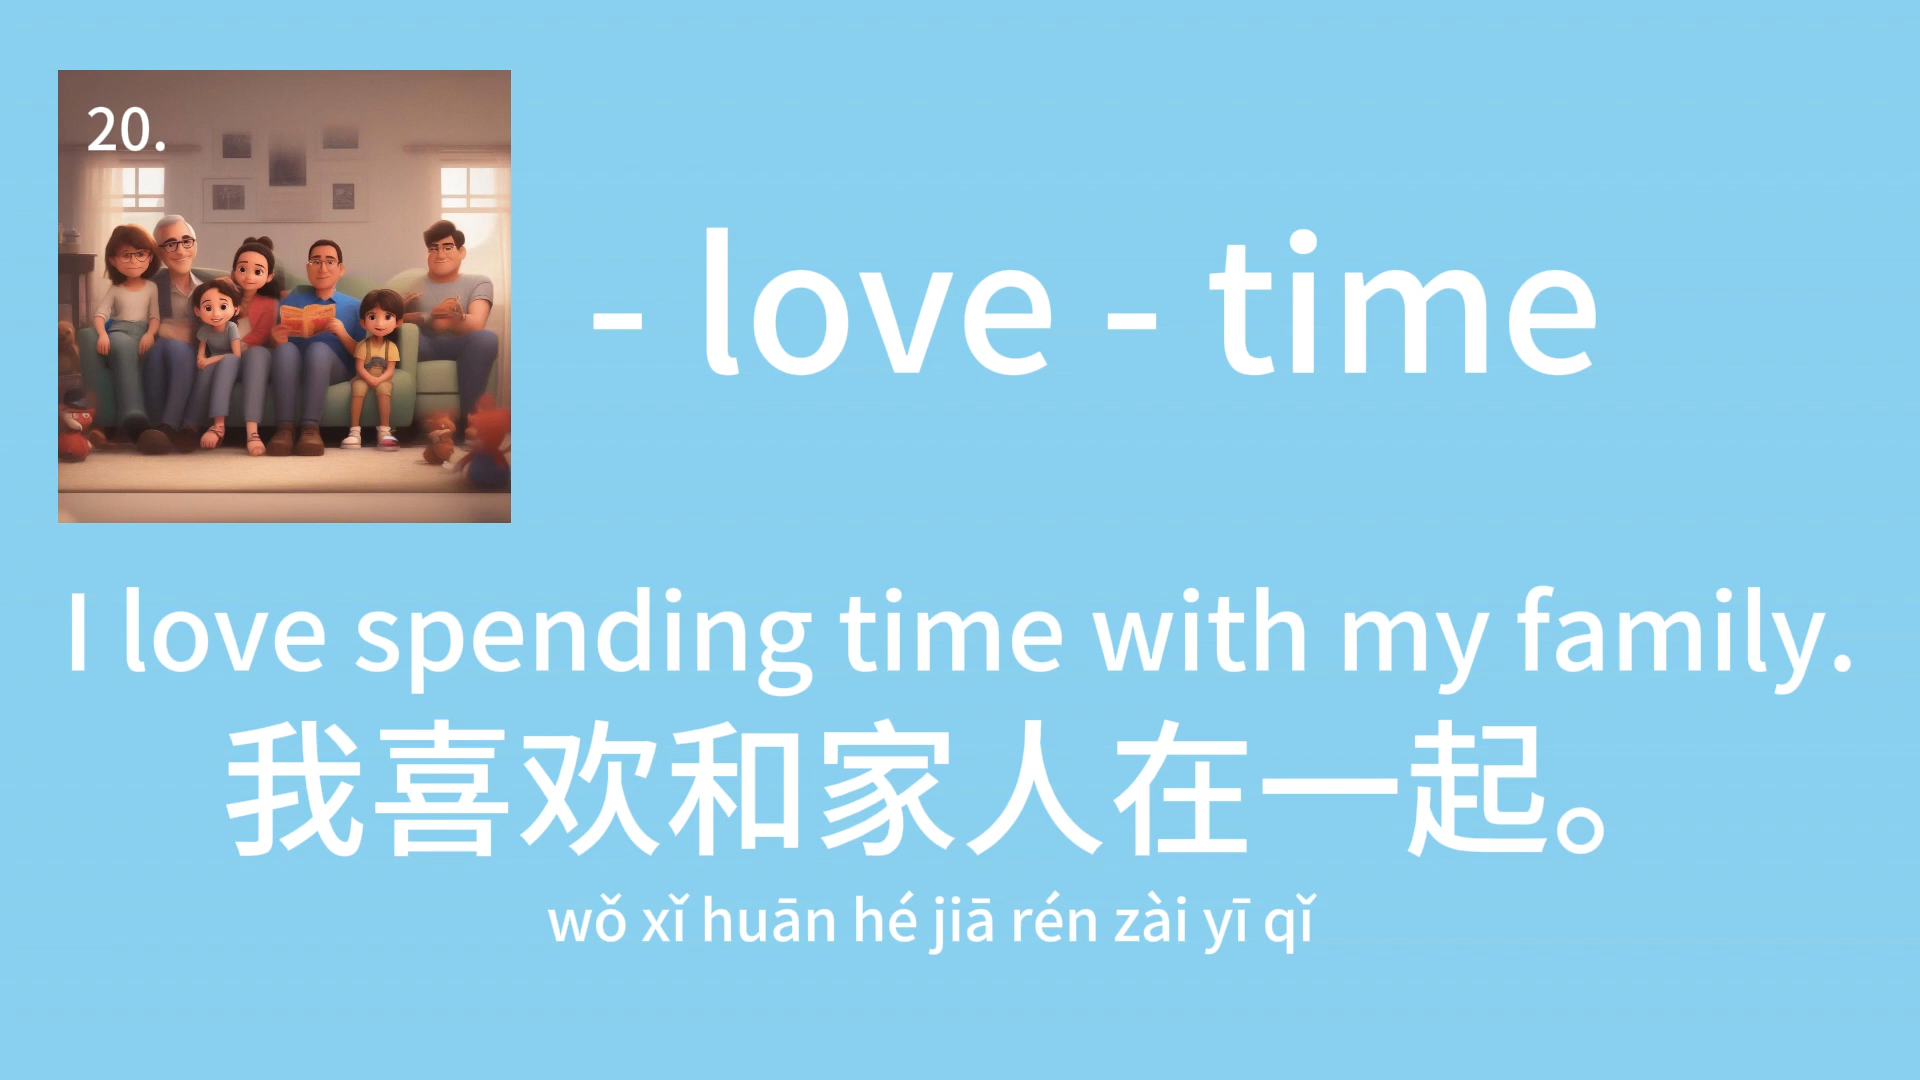 20.
- love - time
I love spending time with my family.
我喜欢和家人在一起。
wǒ xǐ huān hé jiā rén zài yī qǐ